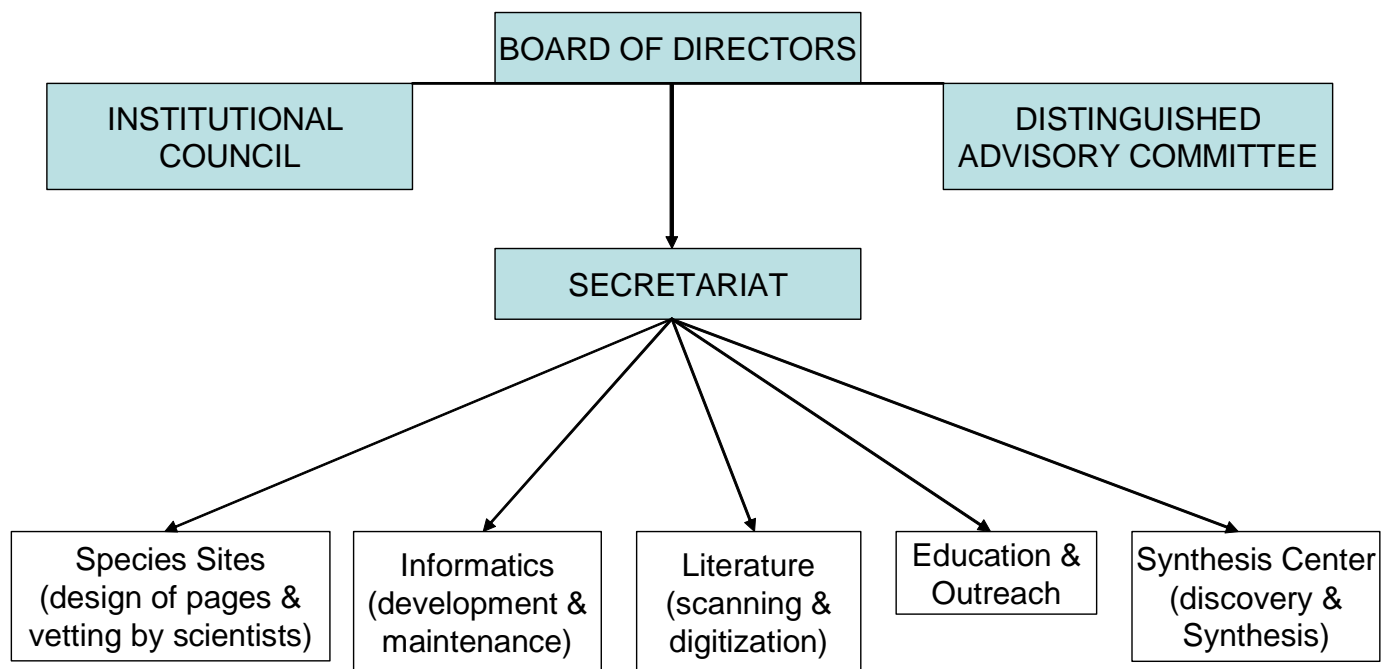 BOARD OF DIRECTORS
INSTITUTIONAL
COUNCIL
DISTINGUISHED
ADVISORY COMMITTEE
SECRETARIAT
Species Sites
(design of pages &
vetting by scientists)
Informatics
(development &
maintenance)
Literature
(scanning &
digitization)
Education &
Outreach
Synthesis Center
(discovery &
Synthesis)